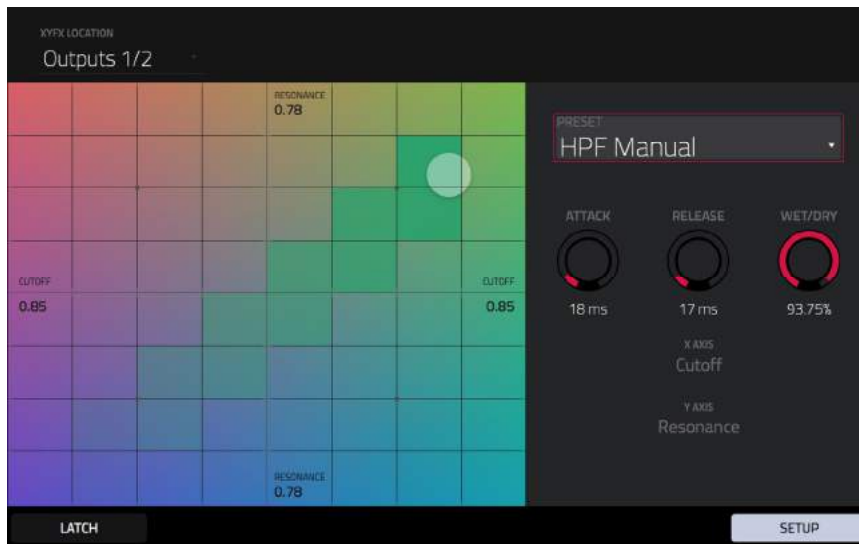 XYFX LOCATION
Outputs 1/2
RESONANCE
0.78
CUTOFF
0.85
CUTOFF
0.85
RESONANCE
0.78
PRESET
HPF Manual
ATTACK
RELEASE
WET/DRY
18 ms
17 ms
93.75%
X AXIS
Cutoff
Y AXIS
Resonance
LATCH
SETUP